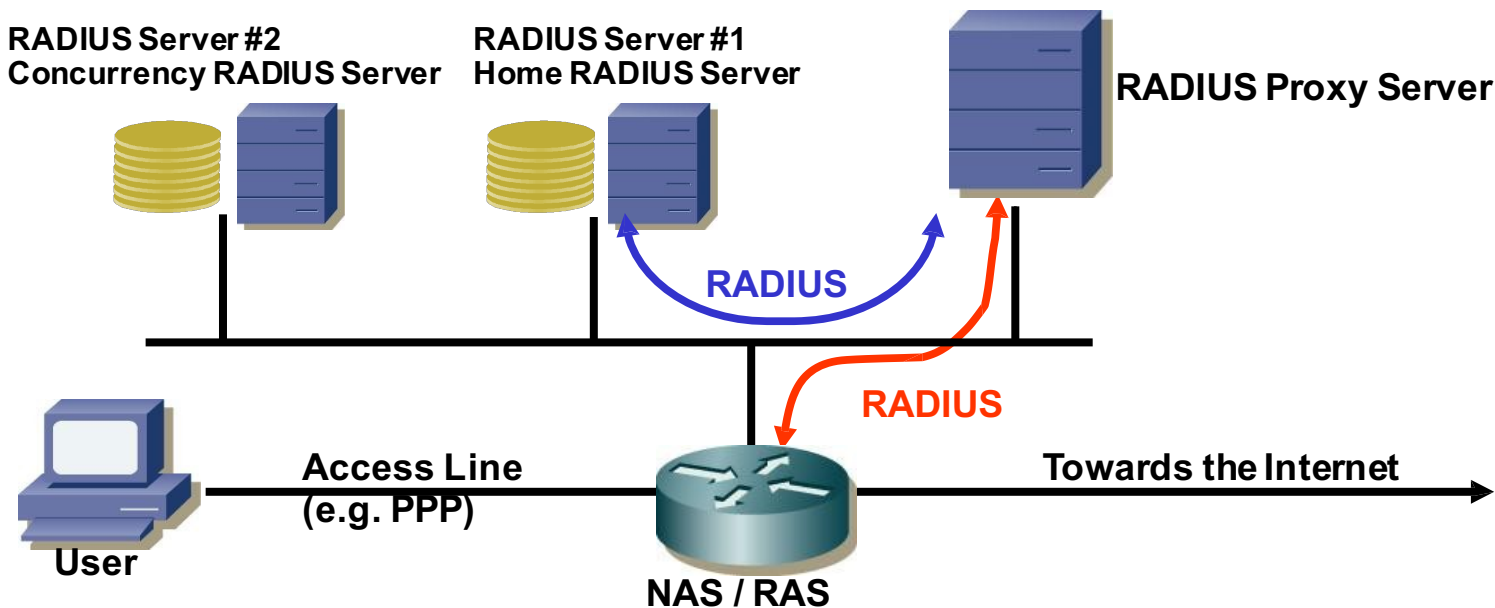 RADIUS Server #2
Concurrency RADIUS Server
RADIUS Server #1
Home RADIUS Server
RADIUS Proxy Server
RADIUS
RADIUS
Access Line
(e.g. PPP)
Towards the Internet
User
NAS / RAS